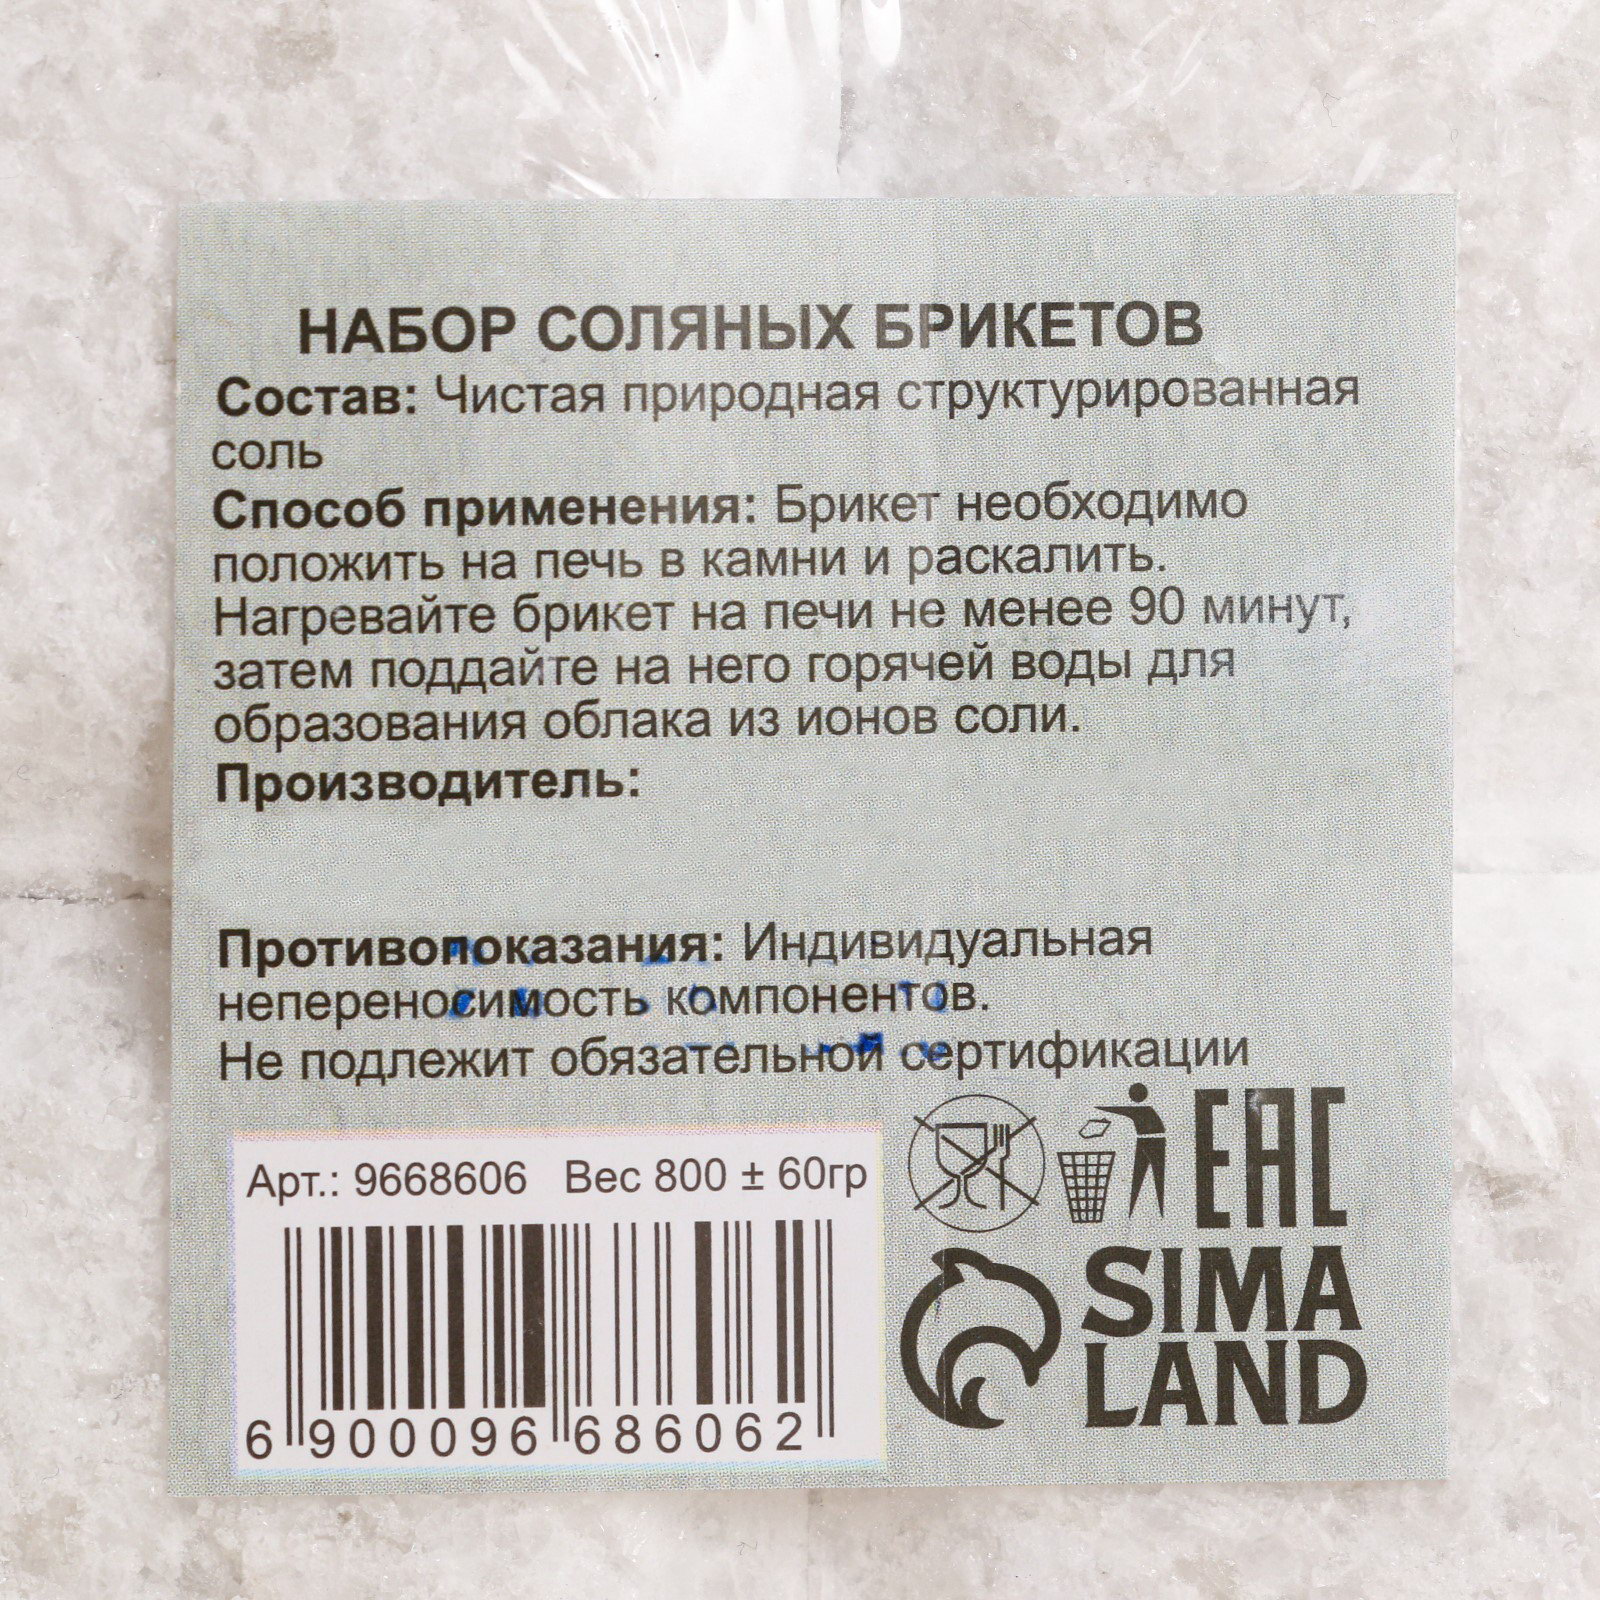 НАБОР СОЛЯНЫХ БРИКЕТОВ
Состав: Чистая природная структурированная
соль
Способ применения: Брикет необходимо
положить на печь в камни и раскалить.
Нагревайте брикет на печи не менее 90 минут,
затем поддайте на него горячей воды для
образования облака из ионов соли.
Производитель:
Противопоказания: Индивидуальная
непереносимость компонентов.
Не подлежит обязательной сертификации
Арт.: 9668606 Вес 800 ± 60гр
6 900096 686062
EAC
SIMA
LAND